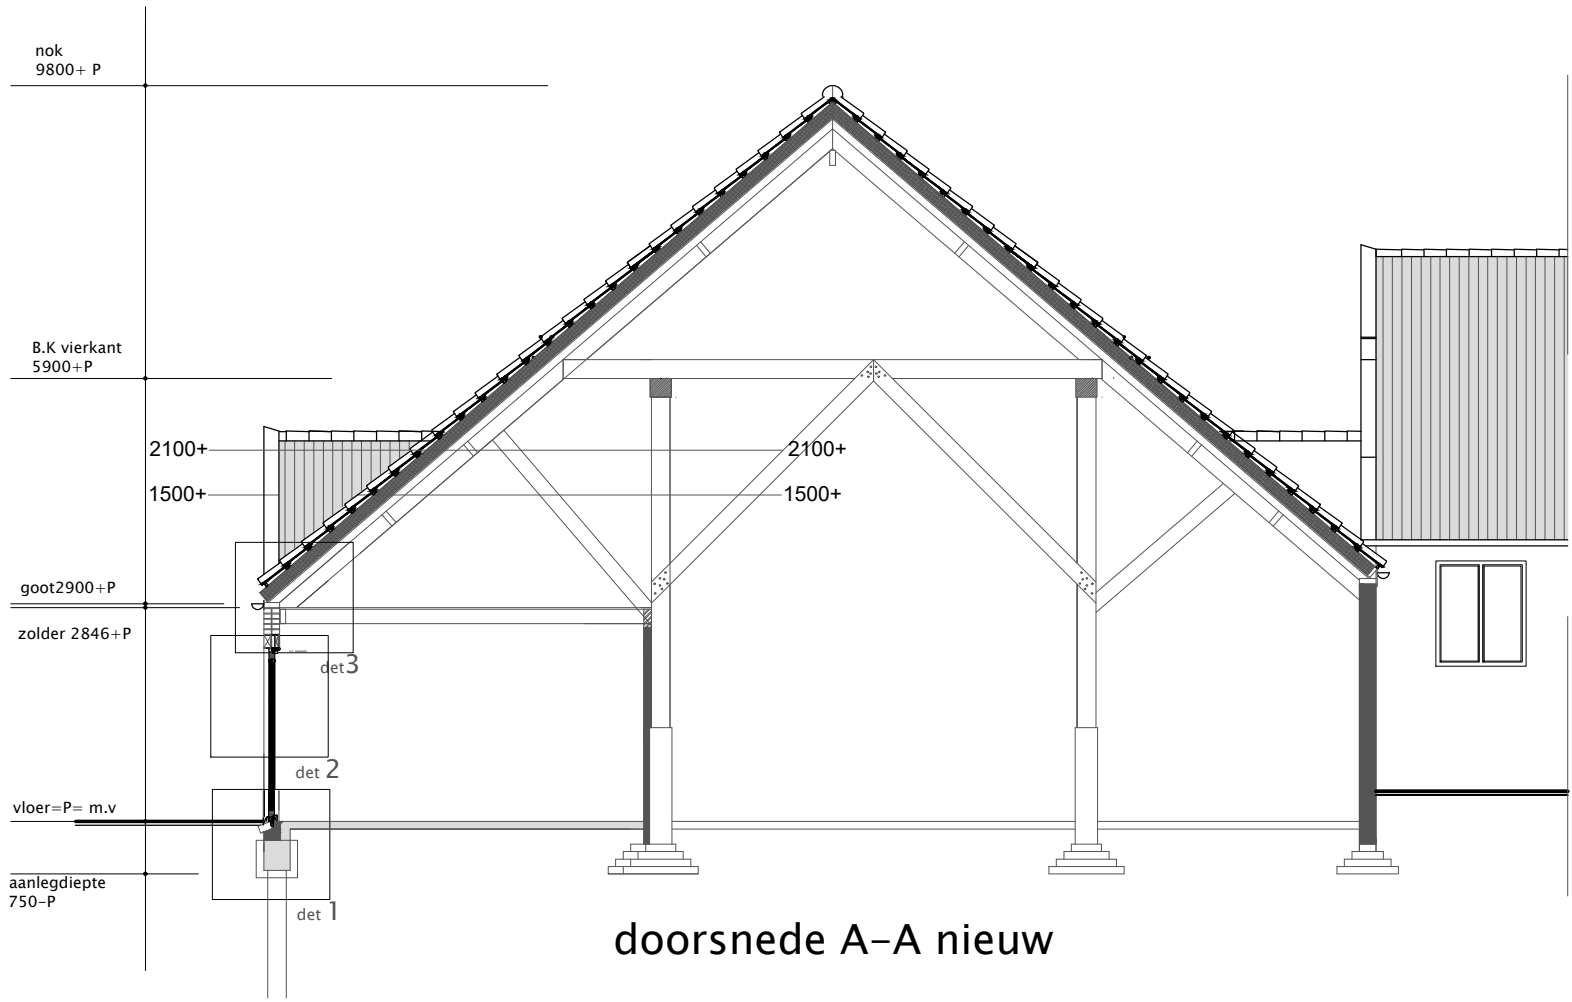 nok
9800+ P
B.K vierkant
5900+P
2100+ 2100+
1500+ 1500+
goot2900+P
zolder 2846+P
det3
det 2
vloer=P= m.v
aanlegdiepte
750-P
det 1
doorsnede A-A nieuw